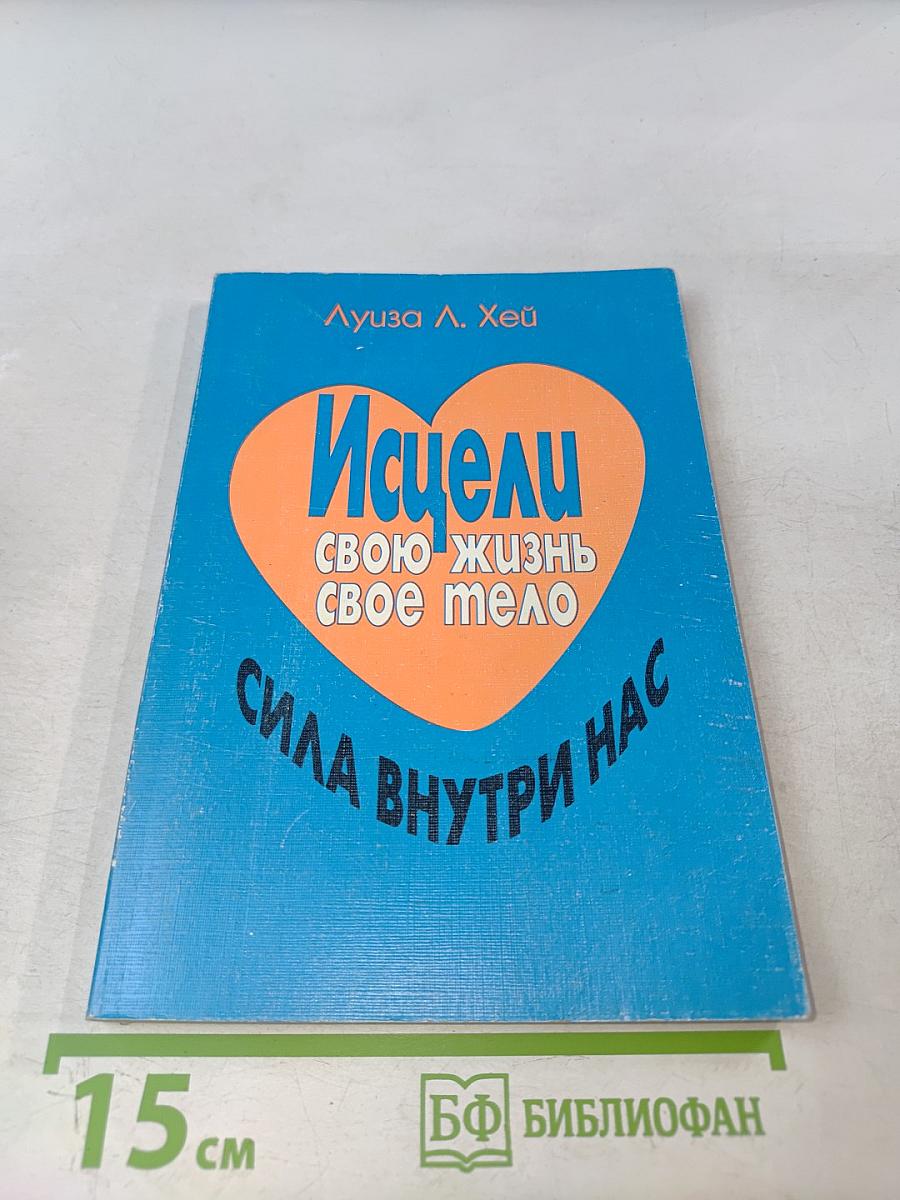 Луиза Л. Хей
Исцели
свою жизнь
свое тело
СИЛА ВНУТРИ НАС
15 см
БФ БИБЛИОФАН